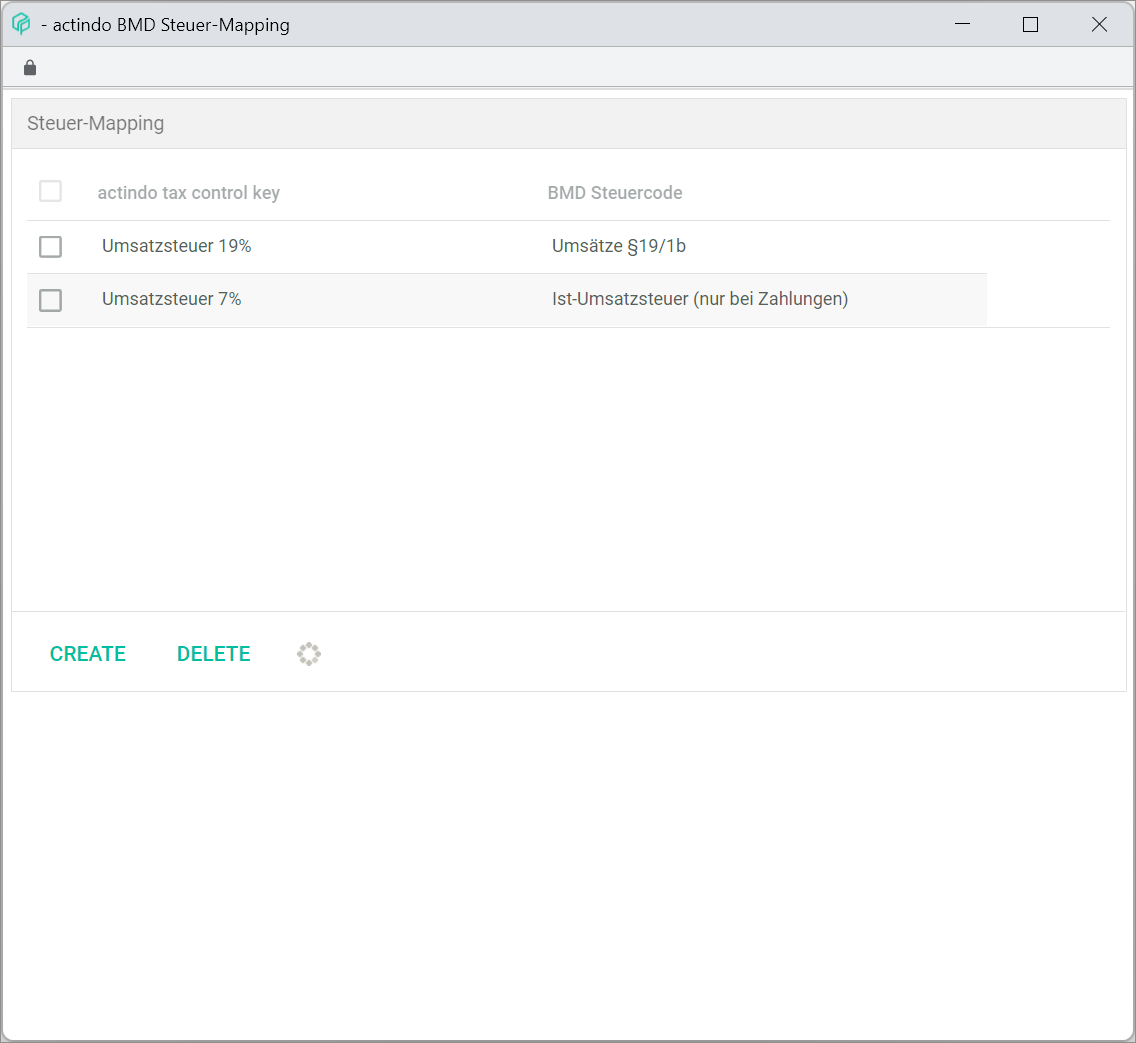 - actindo BMD Steuer-Mapping
Steuer-Mapping
actindo tax control key BMD Steuercode
Umsatzsteuer 19% Umsätze §19/1b
Umsatzsteuer 7% Ist-Umsatzsteuer (nur bei Zahlungen)
CREATE DELETE